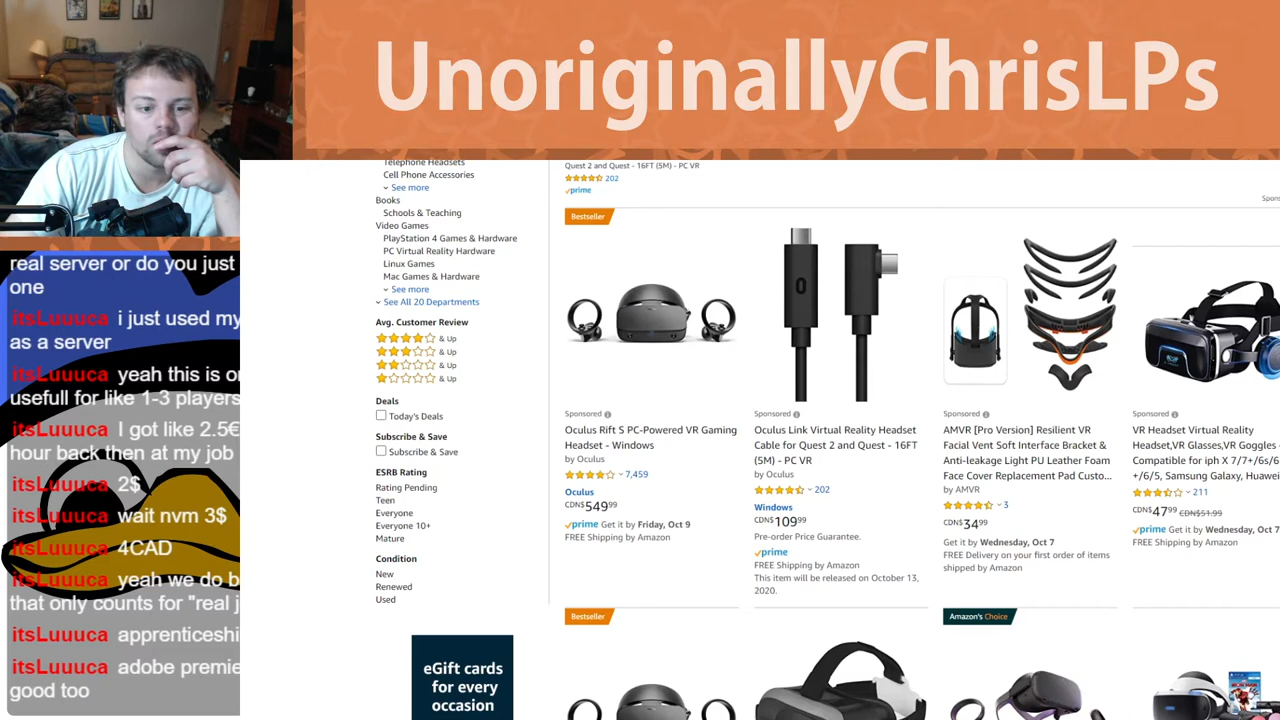 UnoriginallyChrisLPs
real server or do you just
one
itsLuuuca i just used my
as a server
itsLuuuca yeah this is
usefull for like 1-3 players
itsLuuuca I got like 2.5€
hour back then at my job
itsLuuuca 2$
itsLuuuca wait nvm 3$
itsLuuuca 4CAD
itsLuuuca yeah we do
that only counts for "real
itsLuuuca
itsLuuuca adobe
good too
Telephone Headsets
Cell Phone Accessories
See more
Books
Schools & Teaching
Video Games
PlayStation 4 Games & Hardware
PC Virtual Reality Hardware
Linux Games
Mac Games & Hardware
See more
See All 20 Departments
Avg. Customer Review
& Up
& Up
& Up
& Up
Deals
Today's Deals
Subscribe & Save
Subscribe & Save
ESRB Rating
Rating Pending
Teen
Everyone
Everyone 10+
Mature
Condition
New
Renewed
Used
eGift cards
for every
occasion
Quest 2 and Quest - 16FT (5M) - PC VR
202
prime
Bestseller
Sponsored
Oculus Rift S PC-Powered VR Gaming
Headset - Windows
by Oculus
7,459
Oculus
CDN$549.99
prime Get it by Friday, Oct 9
FREE Shipping by Amazon
Sponsored
Oculus Link Virtual Reality Headset
Cable for Quest 2 and Quest - 16FT
(5M) - PC VR
by Oculus
202
Windows
CDN$109.99
Pre-order Price Guarantee.
prime
FREE Shipping by Amazon
This item will be released on October 13,
2020.
Sponsored
AMVR [Pro Version] Resilient VR
Facial Vent Soft Interface Bracket &
Anti-leakage Light PU Leather Foam
Face Cover Replacement Pad Custo...
by AMVR
3
CDN$34.99
Get it by Wednesday, Oct 7
FREE Delivery on your first order of items
shipped by Amazon
Sponsored
VR Headset Virtual Reality
Headset,VR Glasses,VR Goggles -
Compatible for iph X 7/7+/6s/6
+/6/5, Samsung Galaxy, Huawei
211
CDN$47.99 CDN$51.99
prime Get it by Wednesday, Oct 7
FREE Shipping by Amazon
Bestseller
Amazon's Choice